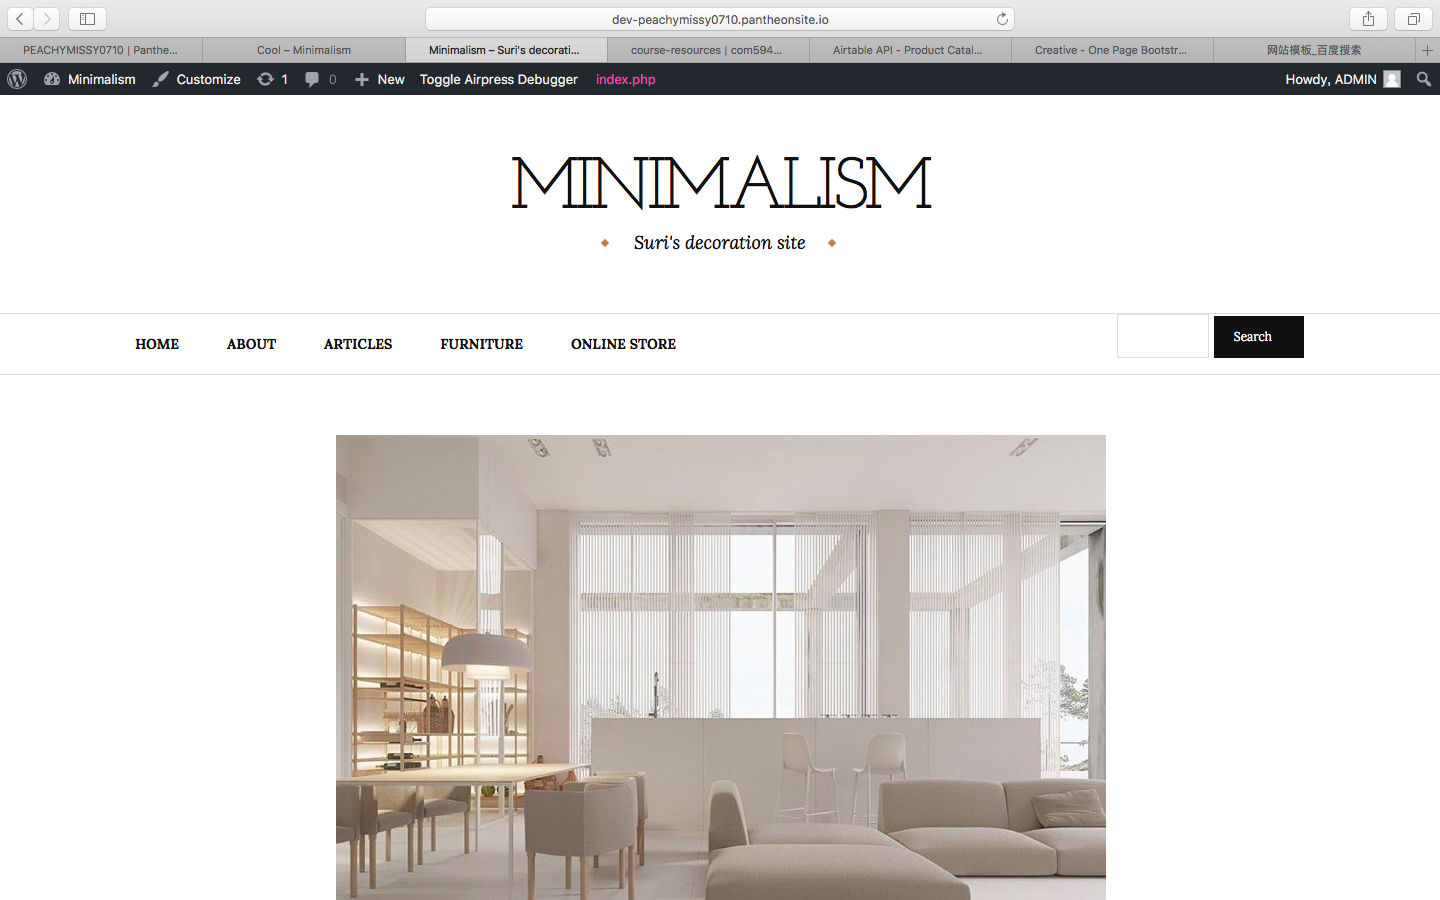 dev-peachymissy0710.pantheonsite.io
PEACHYMISSY0710 | Panthe...
Cool – Minimalism
Minimalism – Suri's decorati...
course-resources | com594...
Airtable API - Product Catal...
Creative - One Page Bootstr...
网站模板_百度搜索
Minimalism
Customize
1
0
New
Toggle Airpress Debugger
index.php
Howdy, ADMIN
MINIMALISM
Suri's decoration site
HOME
ABOUT
ARTICLES
FURNITURE
ONLINE STORE
Search